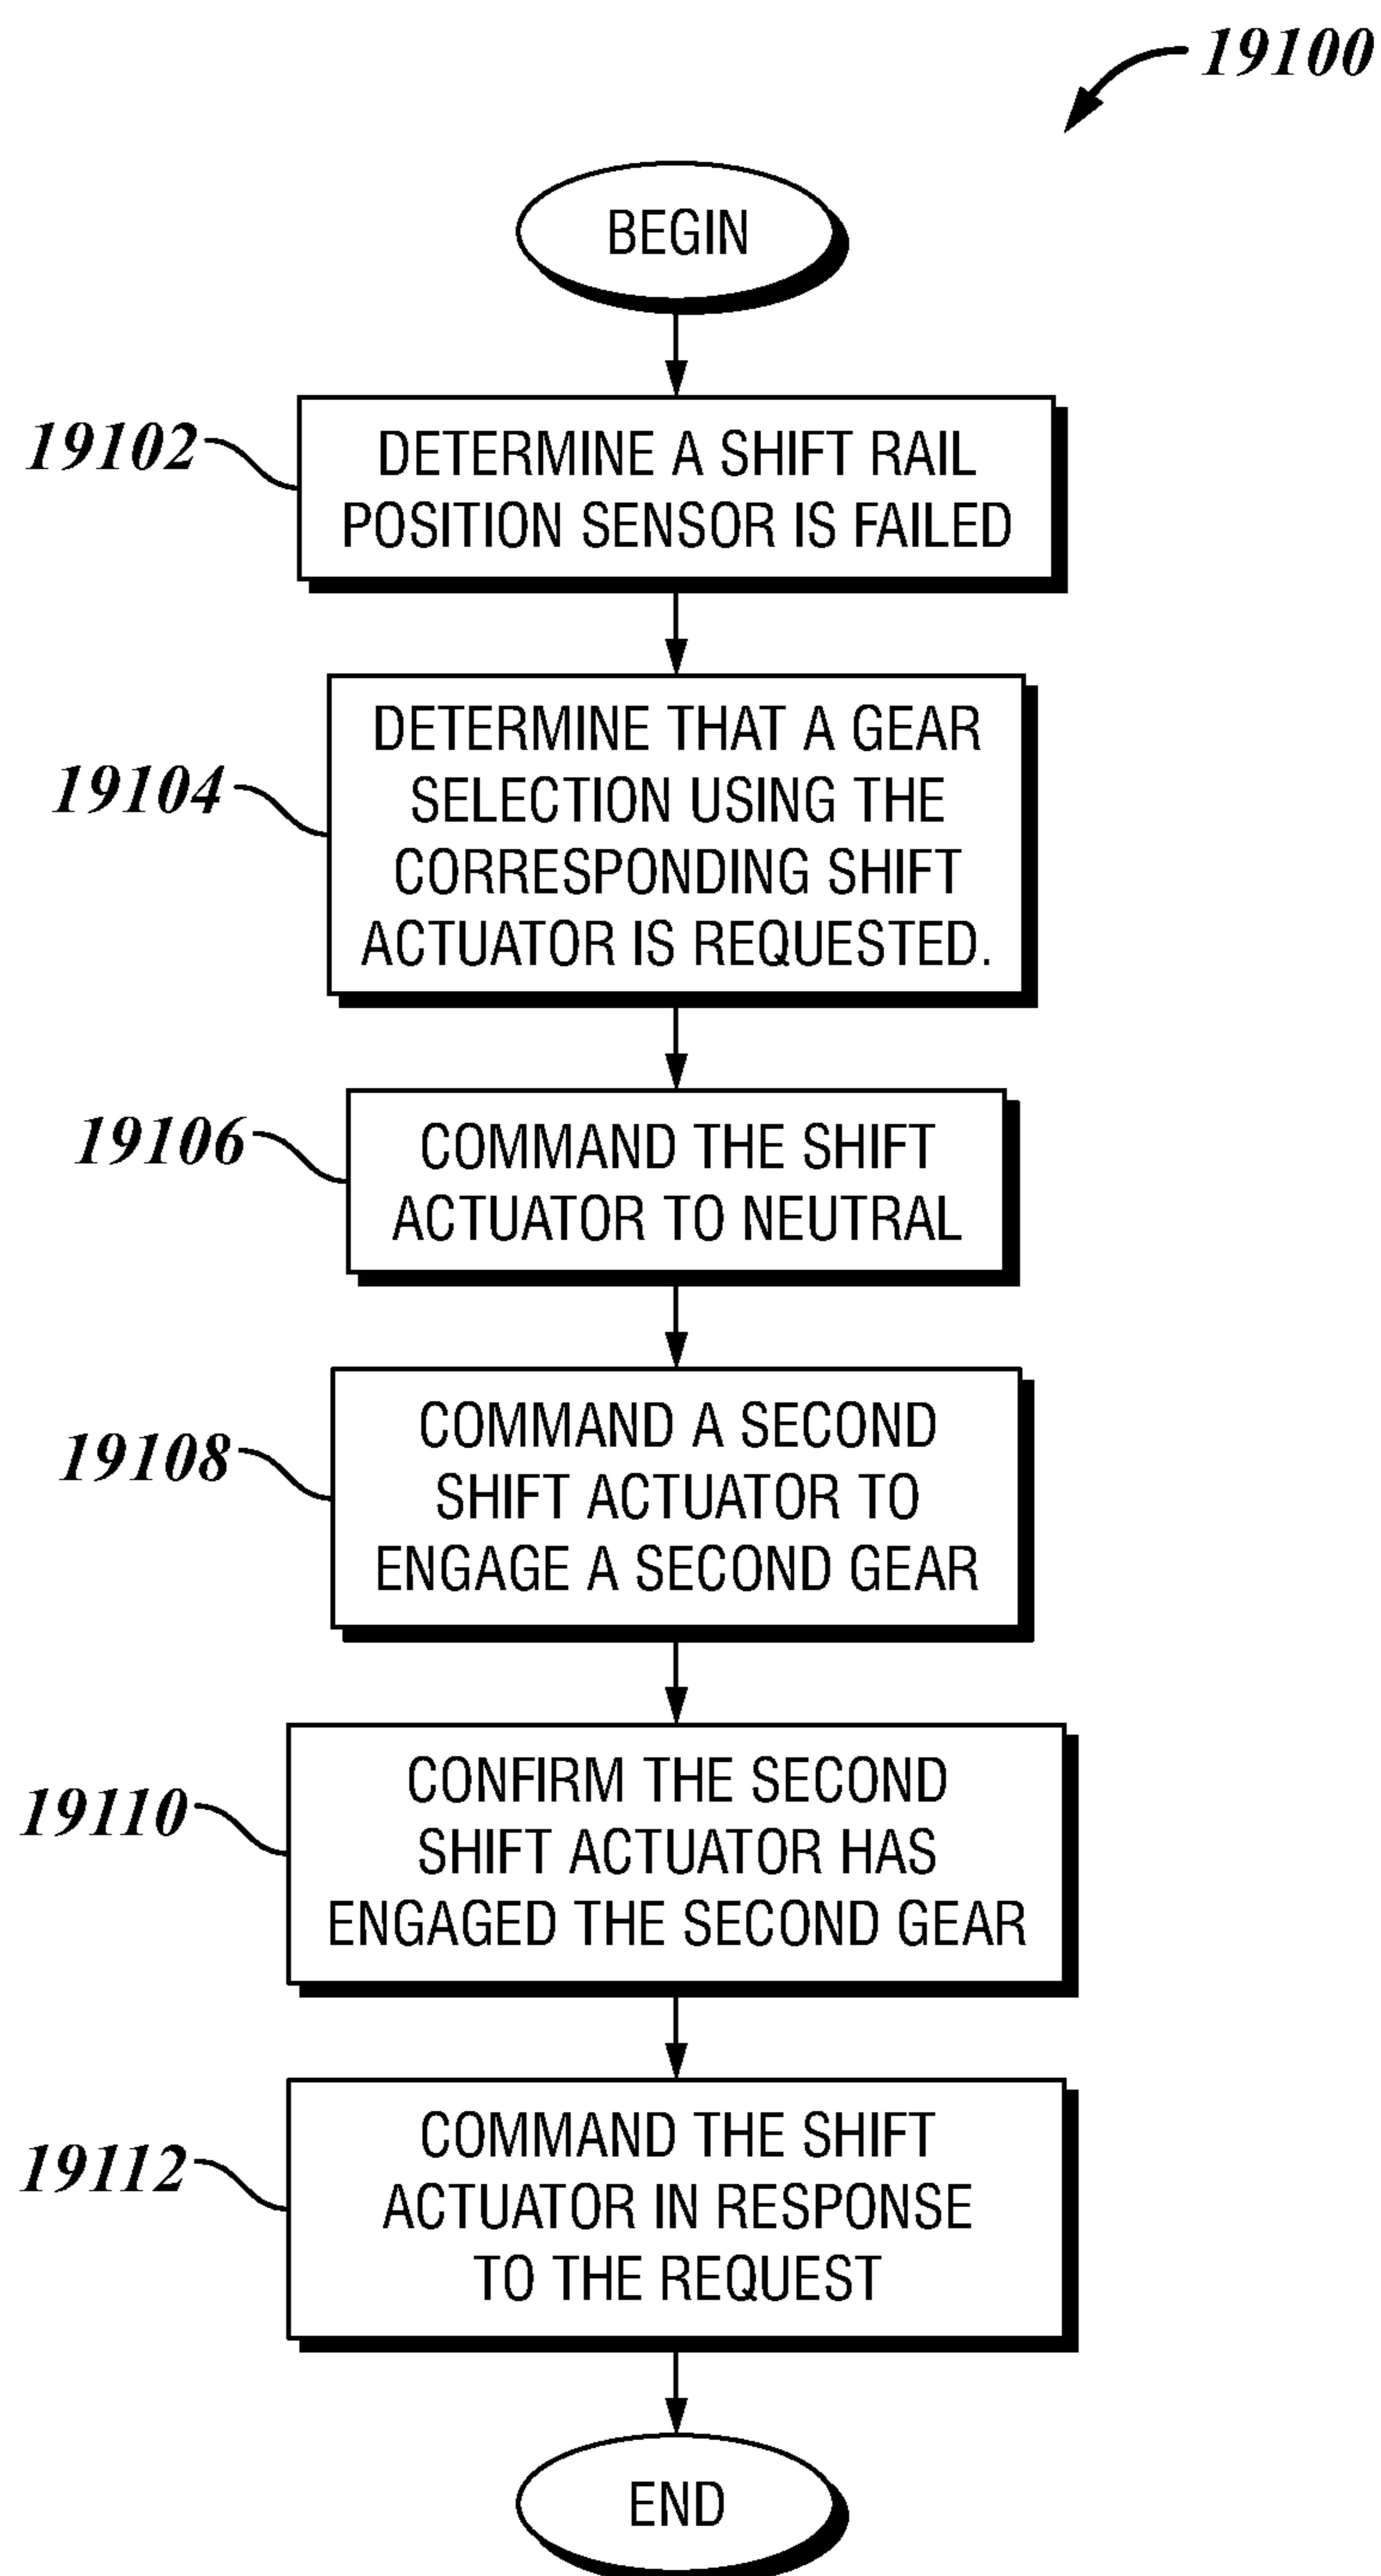 19100
BEGIN
19102
DETERMINE A SHIFT RAIL
POSITION SENSOR IS FAILED
19104
DETERMINE THAT A GEAR
SELECTION USING THE
CORRESPONDING SHIFT
ACTUATOR IS REQUESTED.
19106
COMMAND THE SHIFT
ACTUATOR TO NEUTRAL
19108
COMMAND A SECOND
SHIFT ACTUATOR TO
ENGAGE A SECOND GEAR
19110
CONFIRM THE SECOND
SHIFT ACTUATOR HAS
ENGAGED THE SECOND GEAR
19112
COMMAND THE SHIFT
ACTUATOR IN RESPONSE
TO THE REQUEST
END